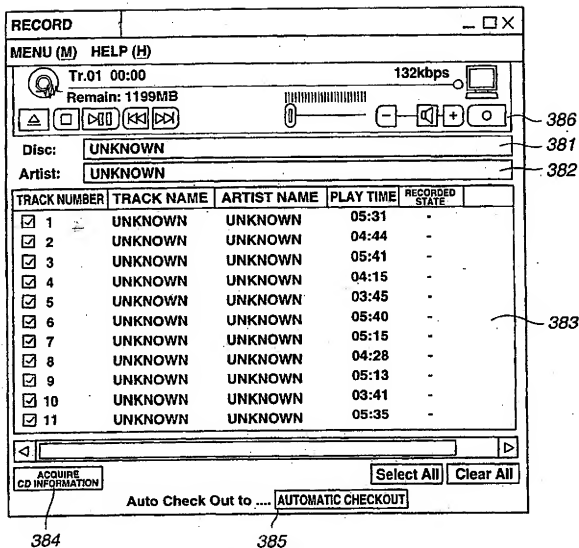 RECORD
MENU (M) HELP (H)
Tr.01 00:00 132kbps
Remain: 1199MB
386
Disc: UNKNOWN 381
Artist: UNKNOWN 382
TRACK NUMBER TRACK NAME ARTIST NAME PLAY TIME RECORDED STATE
1 UNKNOWN UNKNOWN 05:31 -
2 UNKNOWN UNKNOWN 04:44 -
3 UNKNOWN UNKNOWN 05:41 -
4 UNKNOWN UNKNOWN 04:15 -
5 UNKNOWN UNKNOWN 03:45 -
6 UNKNOWN UNKNOWN 05:40 - 383
7 UNKNOWN UNKNOWN 05:15 -
8 UNKNOWN UNKNOWN 04:28 -
9 UNKNOWN UNKNOWN 05:13 -
10 UNKNOWN UNKNOWN 03:41 -
11 UNKNOWN UNKNOWN 05:35 -
ACQUIRE CD INFORMATION Select All Clear All
Auto Check Out to .... AUTOMATIC CHECKOUT
384 385